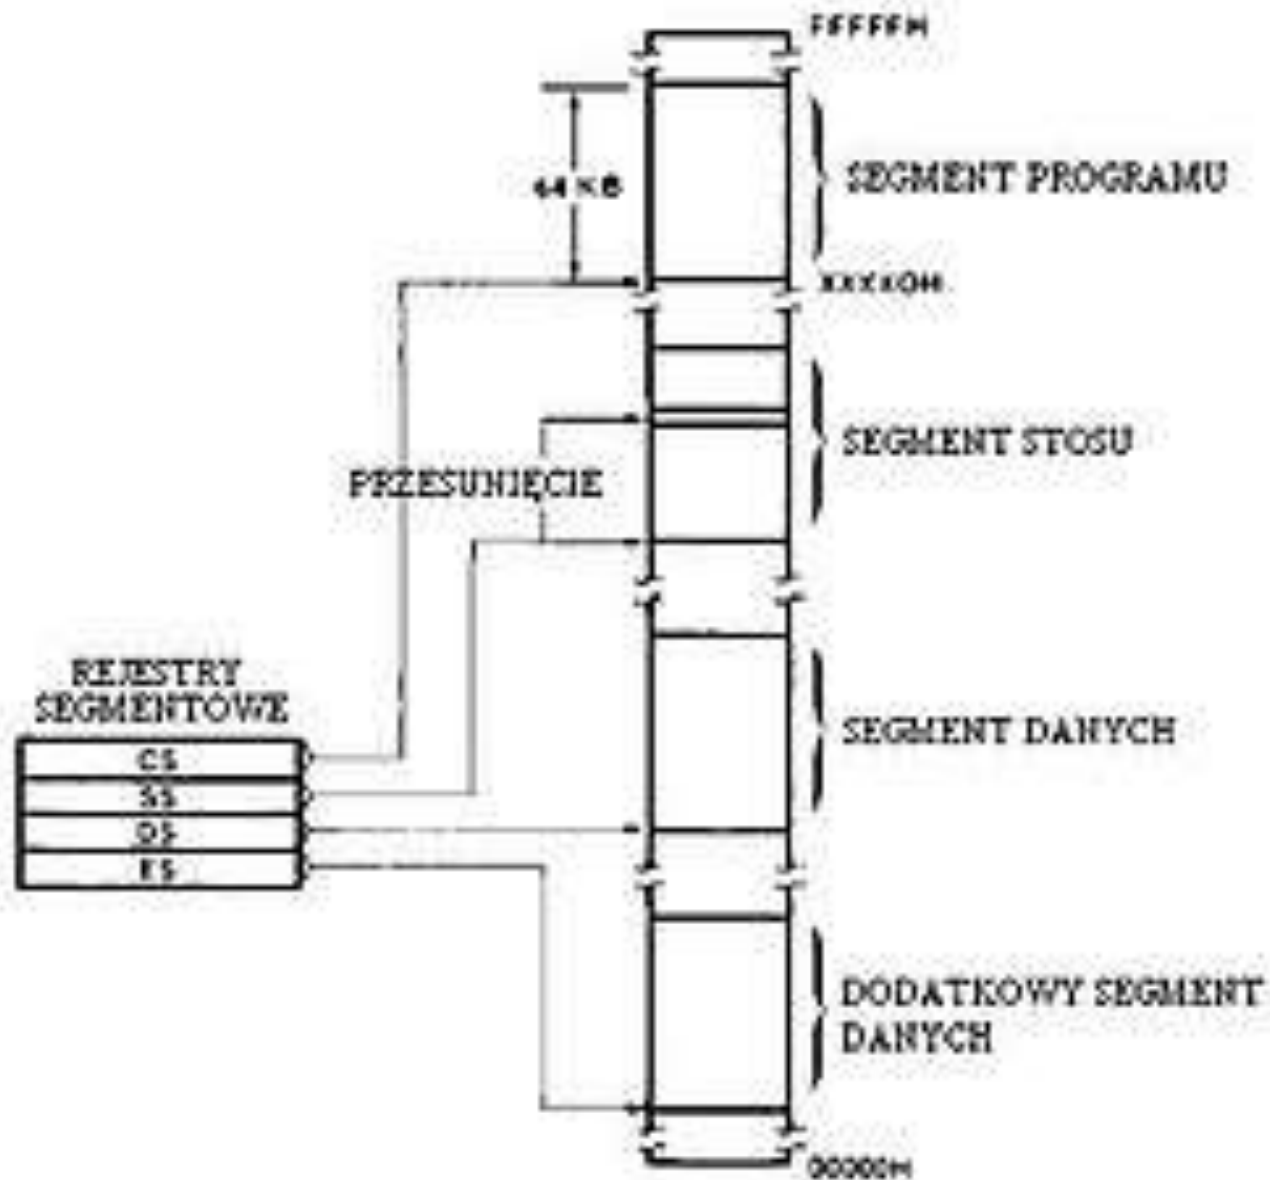 FFFFFH
64 KB
SEGMENT PROGRAMU
XXXX0H
SEGMENT STOSU
PRZESUNIĘCIE
REJESTRY
SEGMENTOWE
CS
SS
DS
ES
SEGMENT DANYCH
DODATKOWY SEGMENT
DANYCH
00000H